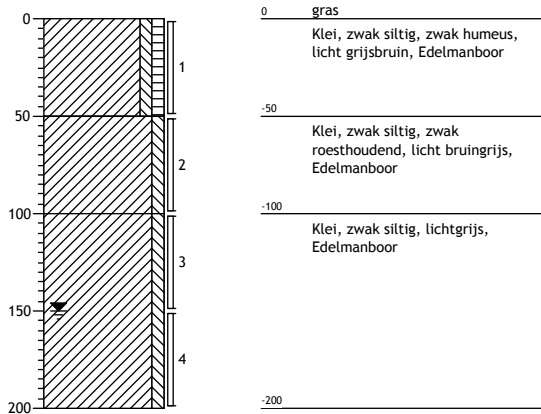 0
50
100
150
200
1
2
3
4
0 gras
Klei, zwak siltig, zwak humeus,
licht grijsbruin, Edelmanboor
-50
Klei, zwak siltig, zwak
roesthoudend, licht bruingrijs,
Edelmanboor
-100
Klei, zwak siltig, lichtgrijs,
Edelmanboor
-200